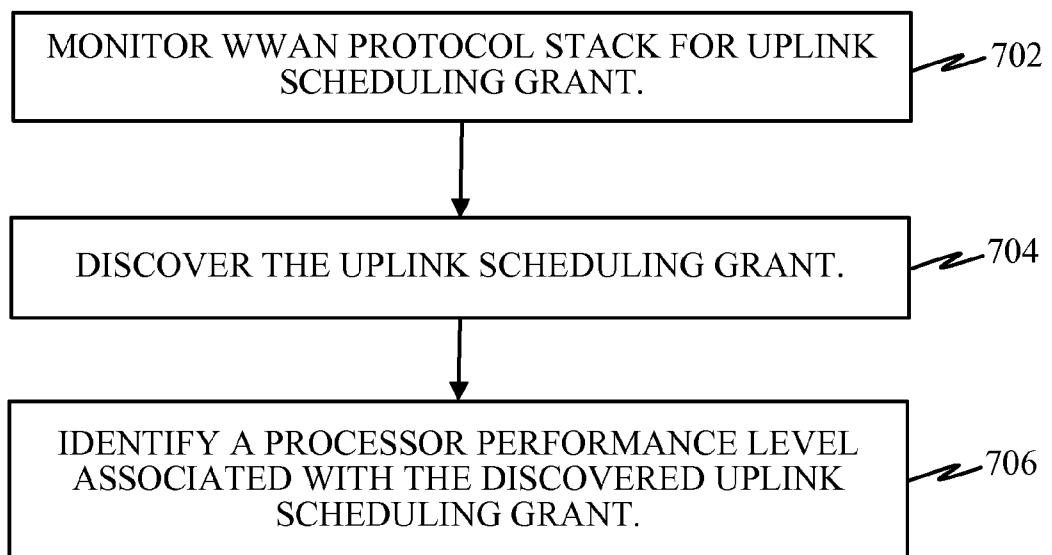 MONITOR WWAN PROTOCOL STACK FOR UPLINK
SCHEDULING GRANT.
702
DISCOVER THE UPLINK SCHEDULING GRANT.
704
IDENTIFY A PROCESSOR PERFORMANCE LEVEL
ASSOCIATED WITH THE DISCOVERED UPLINK
SCHEDULING GRANT.
706